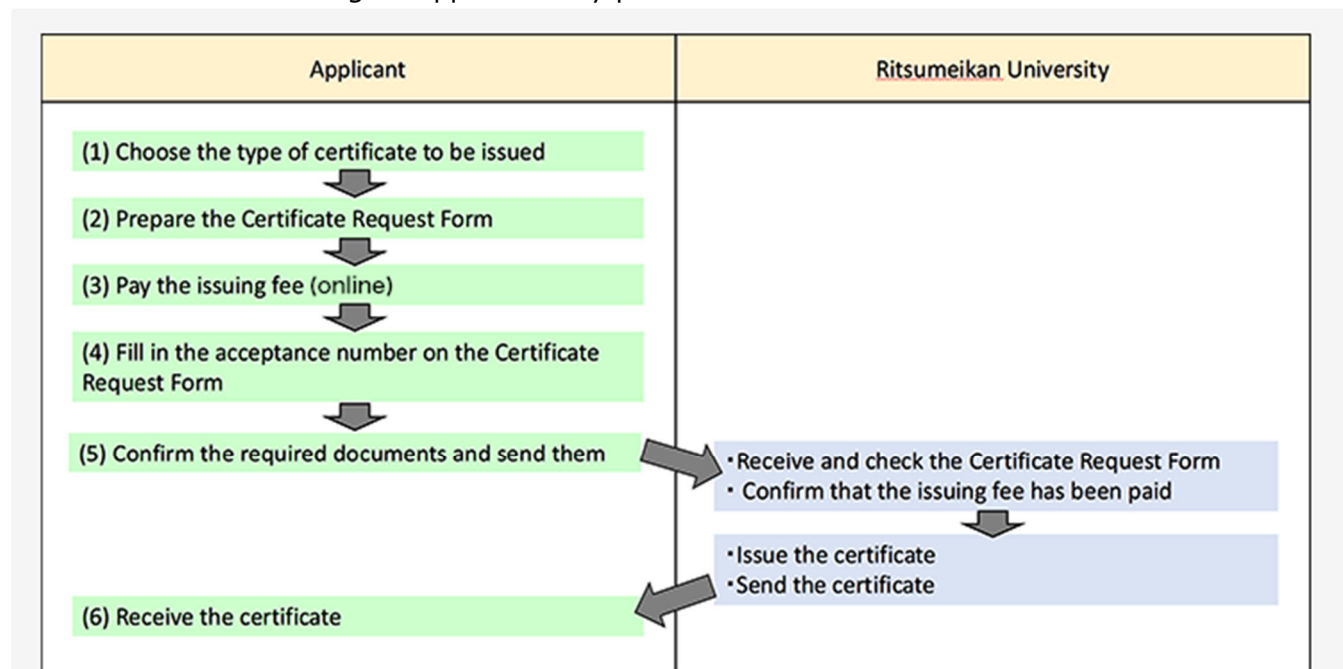 Applicant
Ritsumeikan University
(1) Choose the type of certificate to be issued
(2) Prepare the Certificate Request Form
(3) Pay the issuing fee (online)
(4) Fill in the acceptance number on the Certificate
Request Form
(5) Confirm the required documents and send them
・Receive and check the Certificate Request Form
・ Confirm that the issuing fee has been paid
・Issue the certificate
・Send the certificate
(6) Receive the certificate